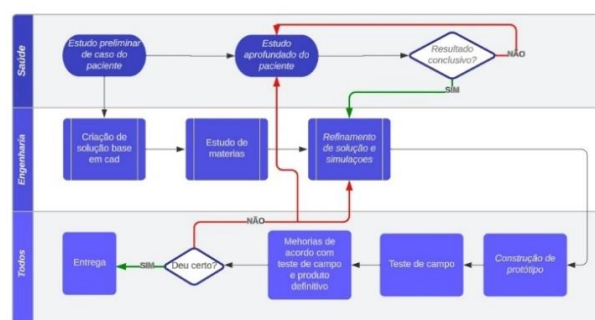 Saúde
Estudo preliminar
de caso do
paciente
Estudo
aprofundado do
paciente
Resultado
conclusivo?
NÃO
SIM
Engenharia
Criação de
solução base
em cad
Estudo de
materias
Refinamento
de solução e
simulaçoes
Todos
NÃO
Entrega
SIM
Deu certo?
Mehorias de
acordo com
teste de campo
e produto
definitivo
Teste de campo
Construção de
protótipo